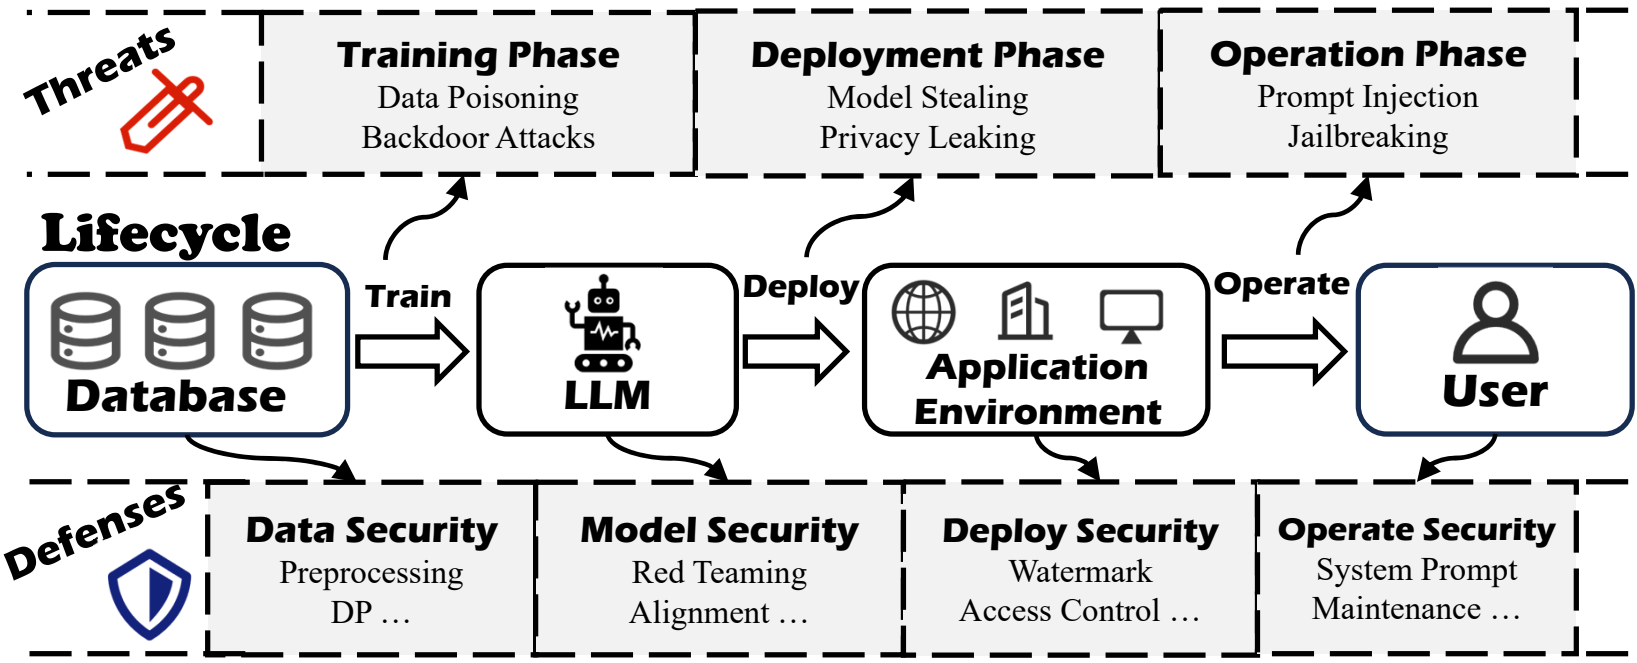 Threats
Training Phase
Data Poisoning
Backdoor Attacks
Deployment Phase
Model Stealing
Privacy Leaking
Operation Phase
Prompt Injection
Jailbreaking
Lifecycle
Database
Train
LLM
Deploy
Application
Environment
Operate
User
Defenses
Data Security
Preprocessing
DP …
Model Security
Red Teaming
Alignment …
Deploy Security
Watermark
Access Control …
Operate Security
System Prompt
Maintenance …